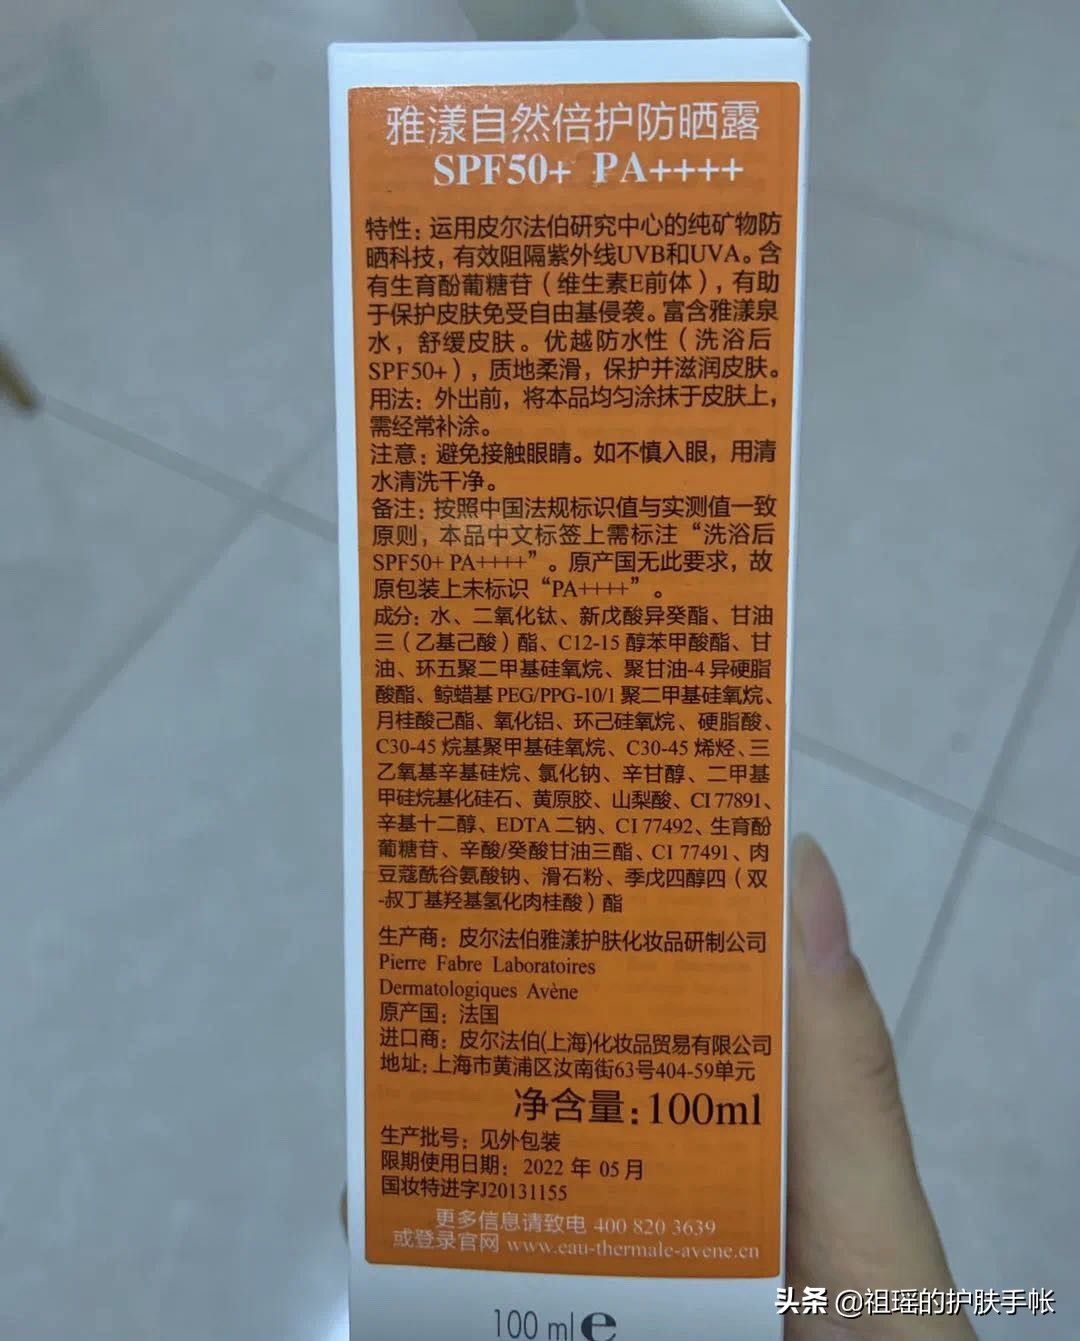 雅漾自然倍护防晒露
SPF50+ PA++++
特性：运用皮尔法伯研究中心的纯矿物防
晒科技，有效阻隔紫外线UVB和UVA。含
有生育酚葡糖苷（维生素E前体），有助
于保护皮肤免受自由基侵袭。富含雅漾泉
水，舒缓皮肤。优越防水性（洗浴后
SPF50+），质地柔滑，保护并滋润皮肤。
用法：外出前，将本品均匀涂抹于皮肤上，
需经常补涂。
注意：避免接触眼睛。如不慎入眼，用清
水清洗干净。
备注：按照中国法规标识值与实测值一致
原则，本品中文标签上需标注“洗浴后
SPF50+ PA++++”。原产国无此要求，故
原包装上未标识“PA++++”。
成分：水、二氧化钛、新戊酸异癸酯、甘油
三（乙基己酸）酯、C12-15 醇苯甲酸酯、甘
油、环五聚二甲基硅氧烷、聚甘油-4 异硬脂
酸酯、鲸蜡基 PEG/PPG-10/1 聚二甲基硅氧烷、
月桂酸己酯、氧化铝、环己硅氧烷、硬脂酸、
C30-45 烷基聚甲基硅氧烷、C30-45 烯烃、三
乙氧基辛基硅烷、氯化钠、辛甘醇、二甲基
甲硅烷基化硅石、黄原胶、山梨酸、CI 77891、
辛基十二醇、EDTA 二钠、CI 77492、生育酚
葡糖苷、辛酸/癸酸甘油三酯、CI 77491、肉
豆蔻酰谷氨酸钠、滑石粉、季戊四醇四（双
-叔丁基羟基氢化肉桂酸）酯
生产商：皮尔法伯雅漾护肤化妆品研制公司
Pierre Fabre Laboratoires
Dermatologiques Avène
原产国：法国
进口商：皮尔法伯(上海)化妆品贸易有限公司
地址：上海市黄浦区汝南街63号404-59单元
净含量：100ml
生产批号：见外包装
限期使用日期：2022 年 05 月
国妆特进字J20131155
更多信息请致电 400 820 3639
或登录官网 www.eau-thermale-avene.cn
100 ml e
头条 @祖瑶的护肤手帐